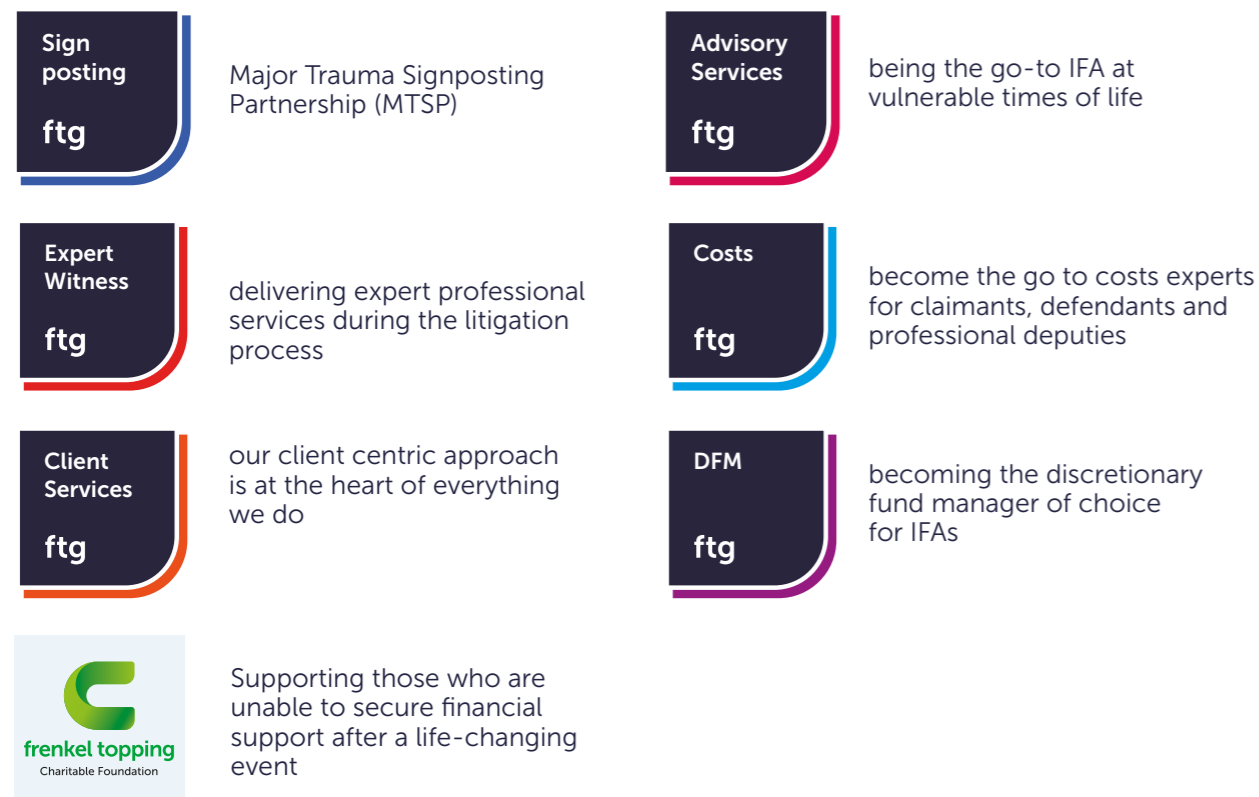 Sign
posting
ftg
Major Trauma Signposting
Partnership (MTSP)
Advisory
Services
ftg
being the go-to IFA at
vulnerable times of life
Expert
Witness
ftg
delivering expert professional
services during the litigation
process
Costs
ftg
become the go to costs experts
for claimants, defendants and
professional deputies
Client
Services
ftg
our client centric approach
is at the heart of everything
we do
DFM
ftg
becoming the discretionary
fund manager of choice
for IFAs
frenkel topping
Charitable Foundation
Supporting those who are
unable to secure financial
support after a life-changing
event